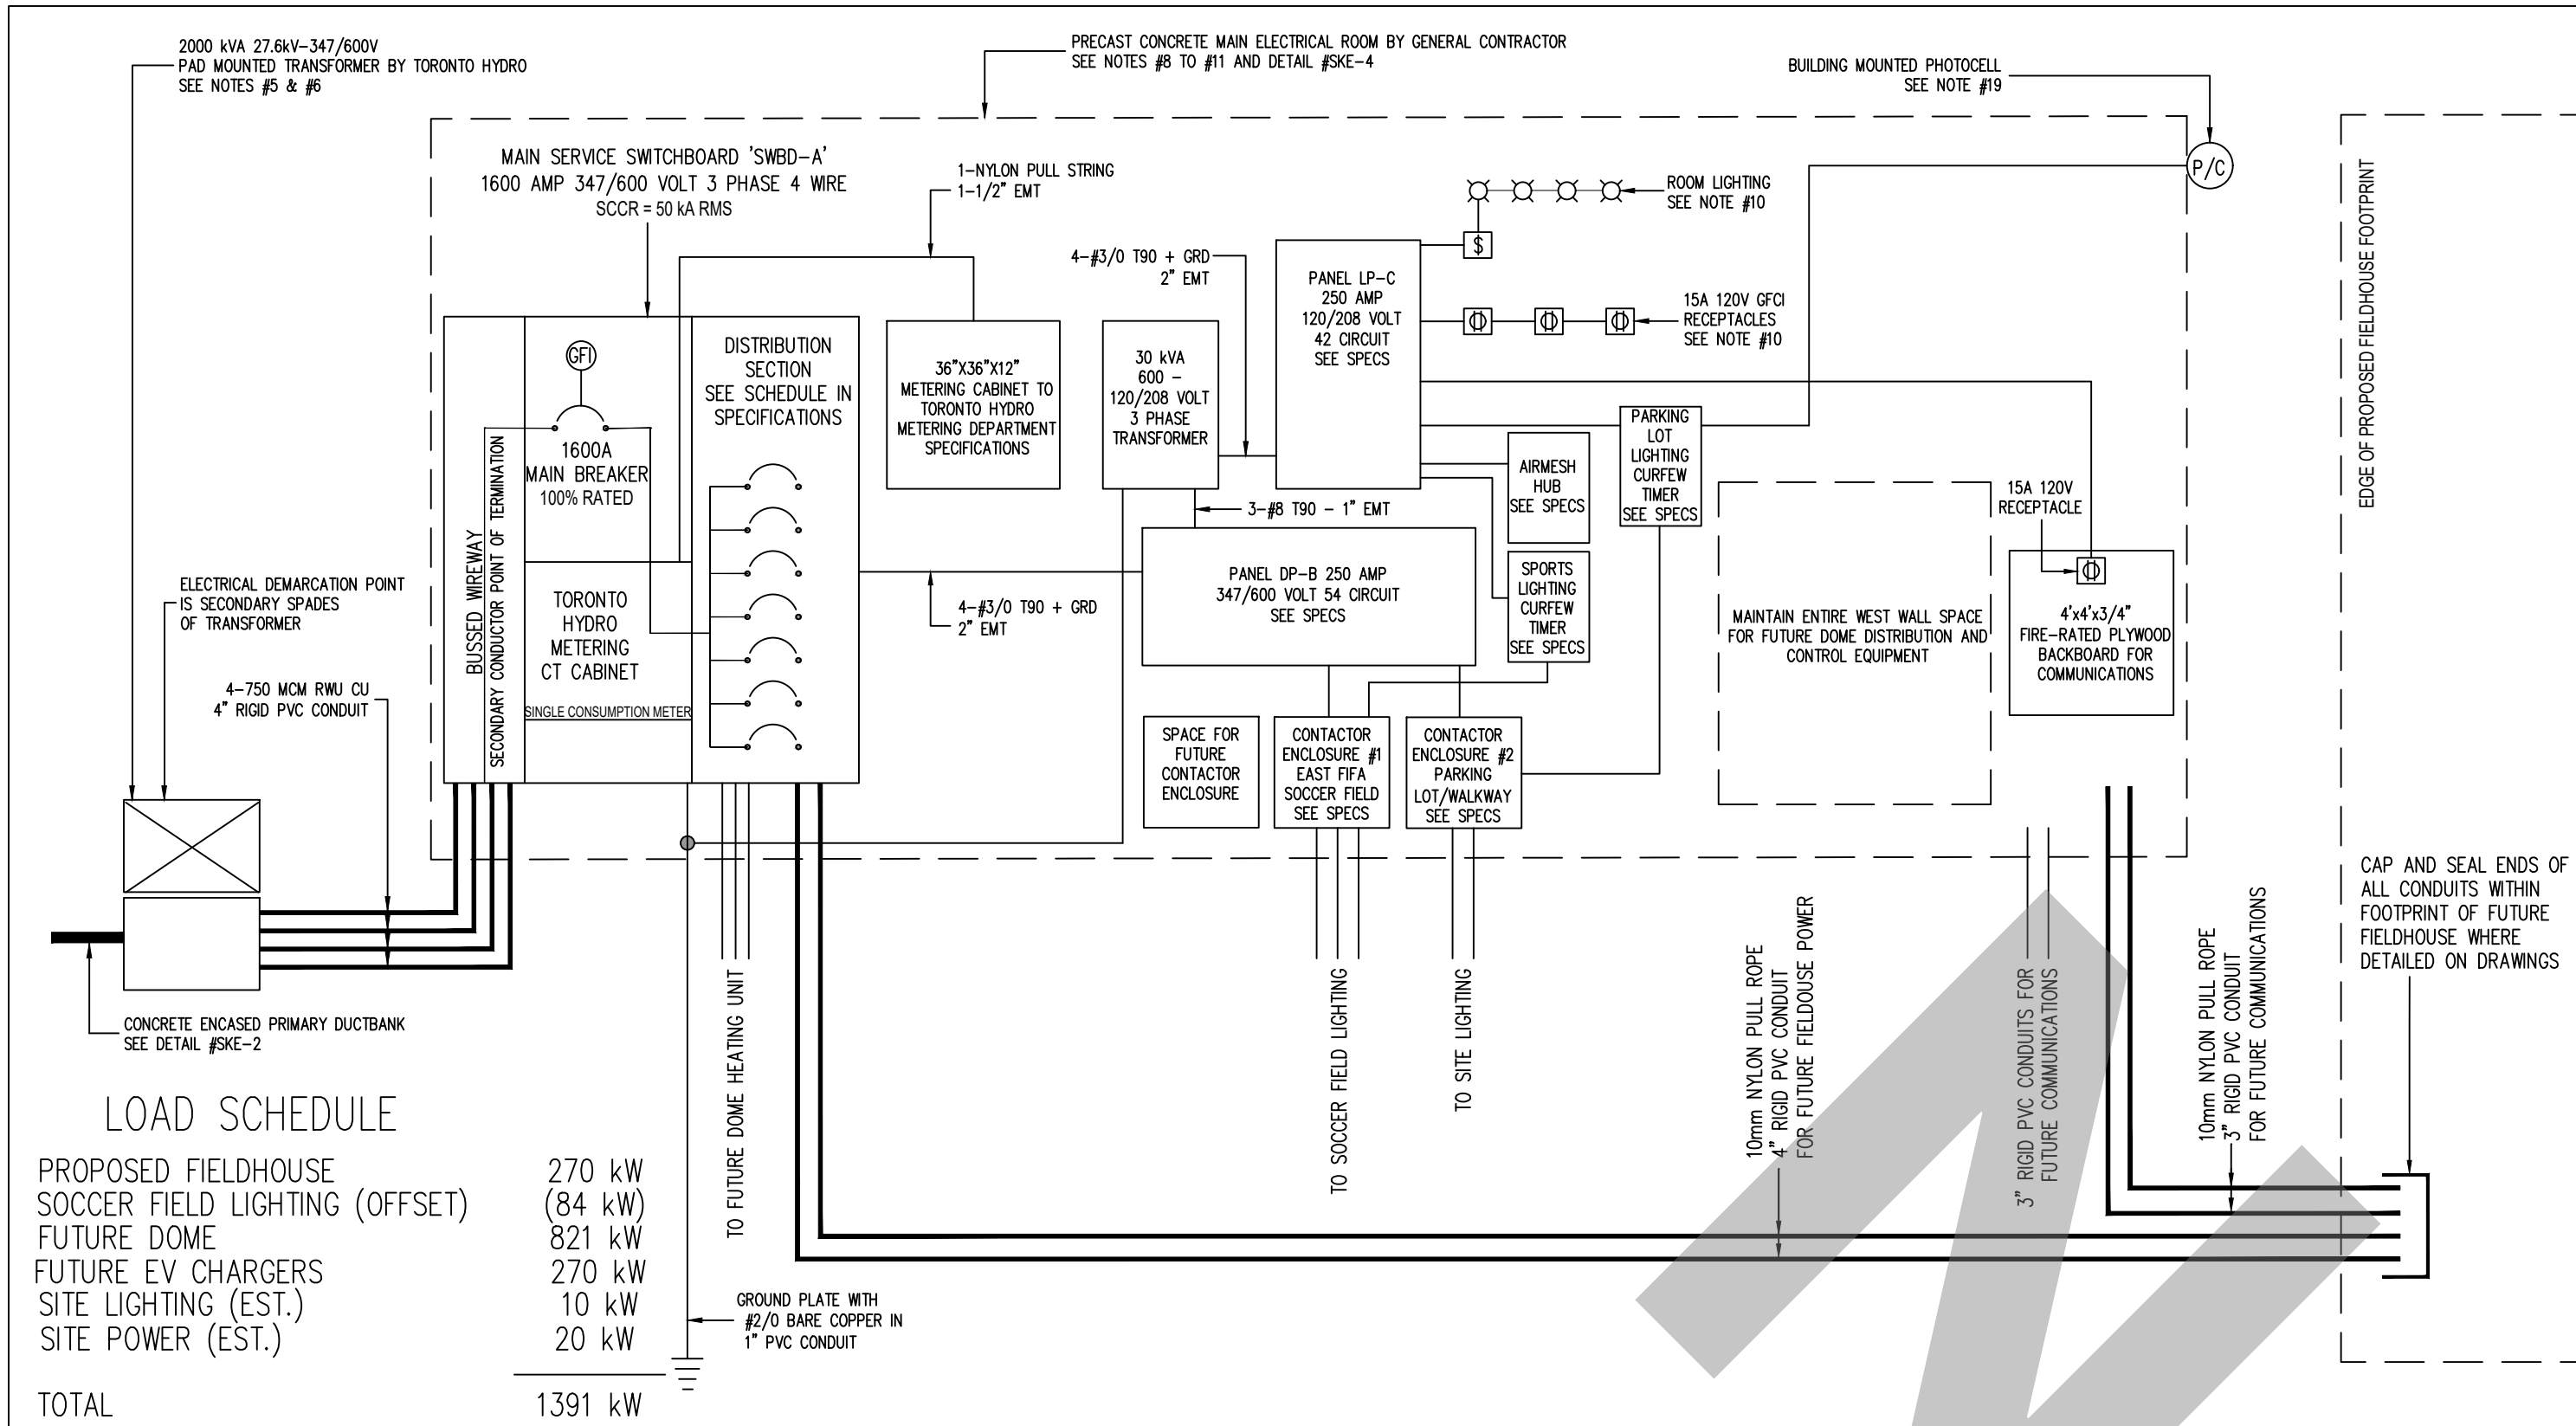 2000 kVA 27.6kV-347/600V
PAD MOUNTED TRANSFORMER BY TORONTO HYDRO
SEE NOTES #5 & #6
PRECAST CONCRETE MAIN ELECTRICAL ROOM BY GENERAL CONTRACTOR
SEE NOTES #8 TO #11 AND DETAIL #SKE-4
BUILDING MOUNTED PHOTOCELL
SEE NOTE #19
P/C
MAIN SERVICE SWITCHBOARD 'SWBD-A'
1600 AMP 347/600 VOLT 3 PHASE 4 WIRE
SCCR = 50 kA RMS
1-NYLON PULL STRING
1-1/2" EMT
4-#3/0 T90 + GRD
2" EMT
ROOM LIGHTING
SEE NOTE #10
$
15A 120V GFCI
RECEPTACLES
SEE NOTE #10
EDGE OF PROPOSED FIELDHOUSE FOOTPRINT
BUSSED WIREWAY
SECONDARY CONDUCTOR POINT OF TERMINATION
GFI
1600A
MAIN BREAKER
100% RATED
TORONTO
HYDRO
METERING
CT CABINET
SINGLE CONSUMPTION METER
DISTRIBUTION
SECTION
SEE SCHEDULE IN
SPECIFICATIONS
36"X36"X12"
METERING CABINET TO
TORONTO HYDRO
METERING DEPARTMENT
SPECIFICATIONS
30 kVA
600 -
120/208 VOLT
3 PHASE
TRANSFORMER
PANEL LP-C
250 AMP
120/208 VOLT
42 CIRCUIT
SEE SPECS
3-#8 T90 - 1" EMT
PANEL DP-B 250 AMP
347/600 VOLT 54 CIRCUIT
SEE SPECS
4-#3/0 T90 + GRD
2" EMT
AIRMESH
HUB
SEE SPECS
PARKING
LOT
LIGHTING
CURFEW
TIMER
SEE SPECS
SPORTS
LIGHTING
CURFEW
TIMER
SEE SPECS
MAINTAIN ENTIRE WEST WALL SPACE
FOR FUTURE DOME DISTRIBUTION AND
CONTROL EQUIPMENT
15A 120V
RECEPTACLE
4'x4'x3/4"
FIRE-RATED PLYWOOD
BACKBOARD FOR
COMMUNICATIONS
SPACE FOR
FUTURE
CONTACTOR
ENCLOSURE
CONTACTOR
ENCLOSURE #1
EAST FIFA
SOCCER FIELD
SEE SPECS
CONTACTOR
ENCLOSURE #2
PARKING
LOT/WALKWAY
SEE SPECS
ELECTRICAL DEMARCATION POINT
IS SECONDARY SPADES
OF TRANSFORMER
4-750 MCM RWU CU
4" RIGID PVC CONDUIT
CONCRETE ENCASED PRIMARY DUCTBANK
SEE DETAIL #SKE-2
TO FUTURE DOME HEATING UNIT
TO SOCCER FIELD LIGHTING
TO SITE LIGHTING
10mm NYLON PULL ROPE
4" RIGID PVC CONDUIT
FOR FUTURE FIELDOUSE POWER
3" RIGID PVC CONDUITS FOR
FUTURE COMMUNICATIONS
10mm NYLON PULL ROPE
3" RIGID PVC CONDUIT
FOR FUTURE COMMUNICATIONS
CAP AND SEAL ENDS OF
ALL CONDUITS WITHIN
FOOTPRINT OF FUTURE
FIELDHOUSE WHERE
DETAILED ON DRAWINGS
GROUND PLATE WITH
#2/0 BARE COPPER IN
1" PVC CONDUIT
LOAD SCHEDULE
PROPOSED FIELDHOUSE 270 kW
SOCCER FIELD LIGHTING (OFFSET) (84 kW)
FUTURE DOME 821 kW
FUTURE EV CHARGERS 270 kW
SITE LIGHTING (EST.) 10 kW
SITE POWER (EST.) 20 kW
TOTAL 1391 kW